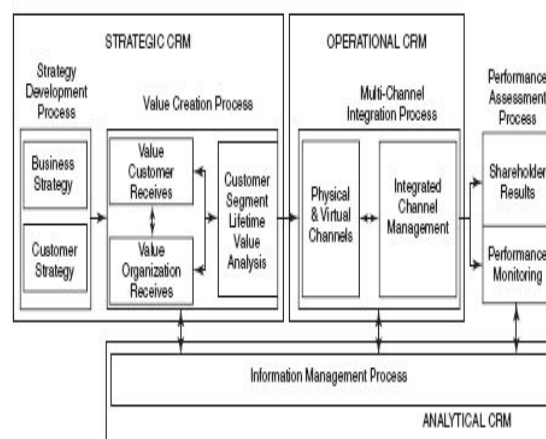 STRATEGIC CRM
OPERATIONAL CRM
Strategy
Development
Process
Value Creation Process
Multi-Channel
Integration Process
Performance
Assessment
Process
Business
Strategy
Customer
Strategy
Value
Customer
Receives
Value
Organization
Receives
Customer
Segment
Lifetime
Value
Analysis
Physical
& Virtual
Channels
Integrated
Channel
Management
Shareholder
Results
Performance
Monitoring
Information Management Process
ANALYTICAL CRM